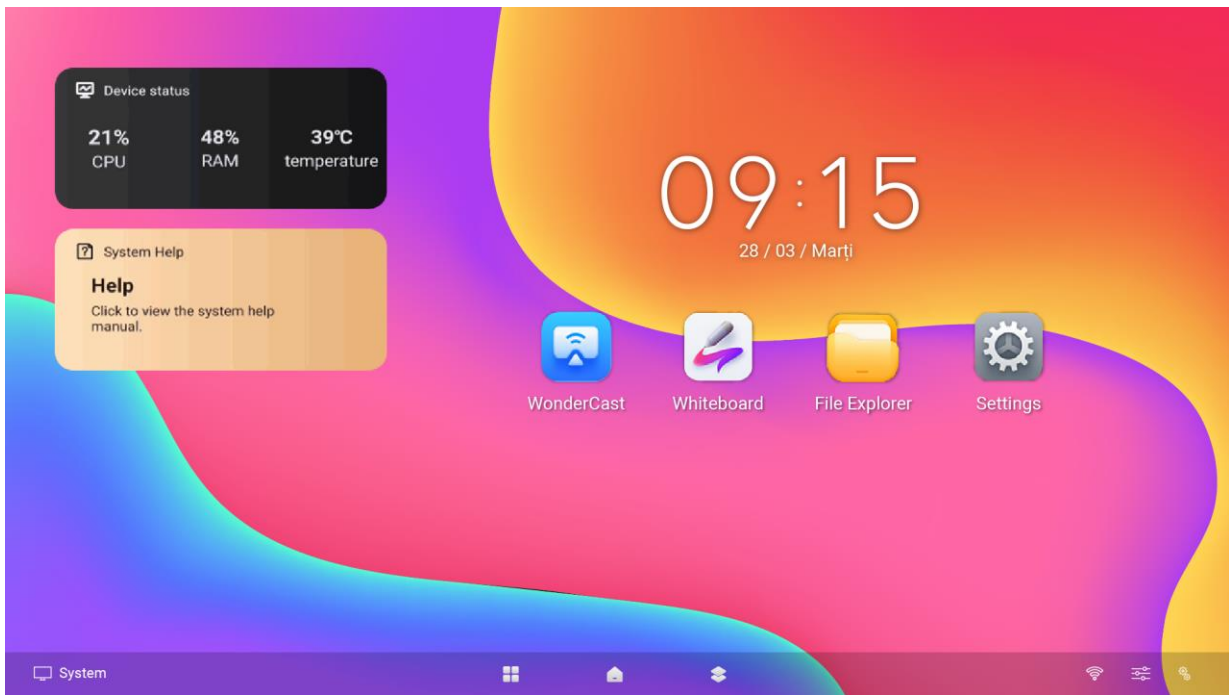 Device status
21% 48% 39℃
CPU RAM temperature
System Help
Help
Click to view the system help
manual.
09:15
28 / 03 / Marți
WonderCast Whiteboard File Explorer Settings
System